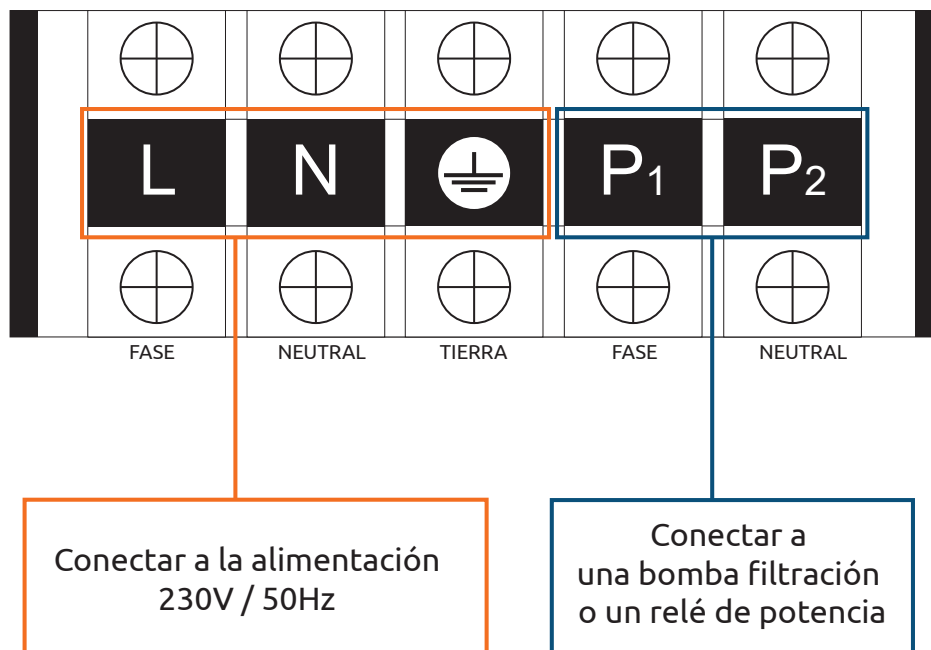 L N P1 P2
FASE NEUTRAL TIERRA FASE NEUTRAL
Conectar a la alimentación
230V / 50Hz
Conectar a
una bomba filtración
o un relé de potencia